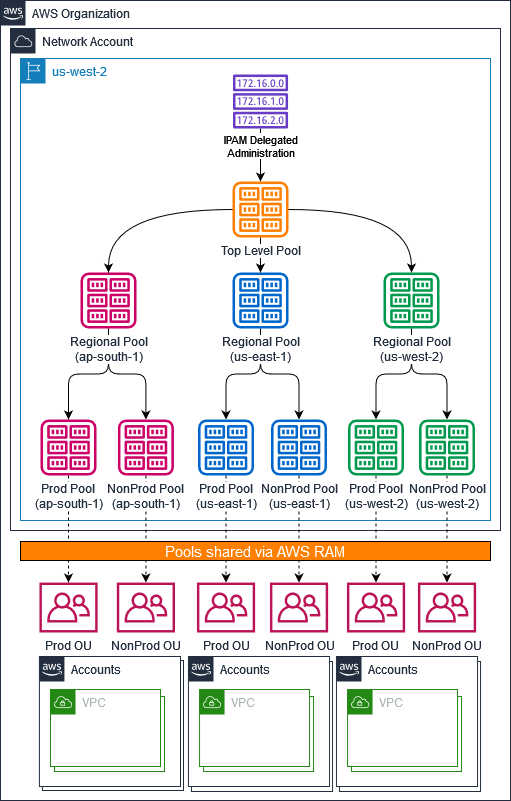 aws
AWS Organization
Network Account
us-west-2
172.16.0.0
172.16.1.0
172.16.2.0
IPAM Delegated
Administration
Top Level Pool
Regional Pool
(ap-south-1)
Regional Pool
(us-east-1)
Regional Pool
(us-west-2)
Prod Pool
(ap-south-1)
NonProd Pool
(ap-south-1)
Prod Pool
(us-east-1)
NonProd Pool
(us-east-1)
Prod Pool
(us-west-2)
NonProd Pool
(us-west-2)
Pools shared via AWS RAM
Prod OU
NonProd OU
Prod OU
NonProd OU
Prod OU
NonProd OU
aws
Accounts
aws
Accounts
aws
Accounts
VPC
VPC
VPC